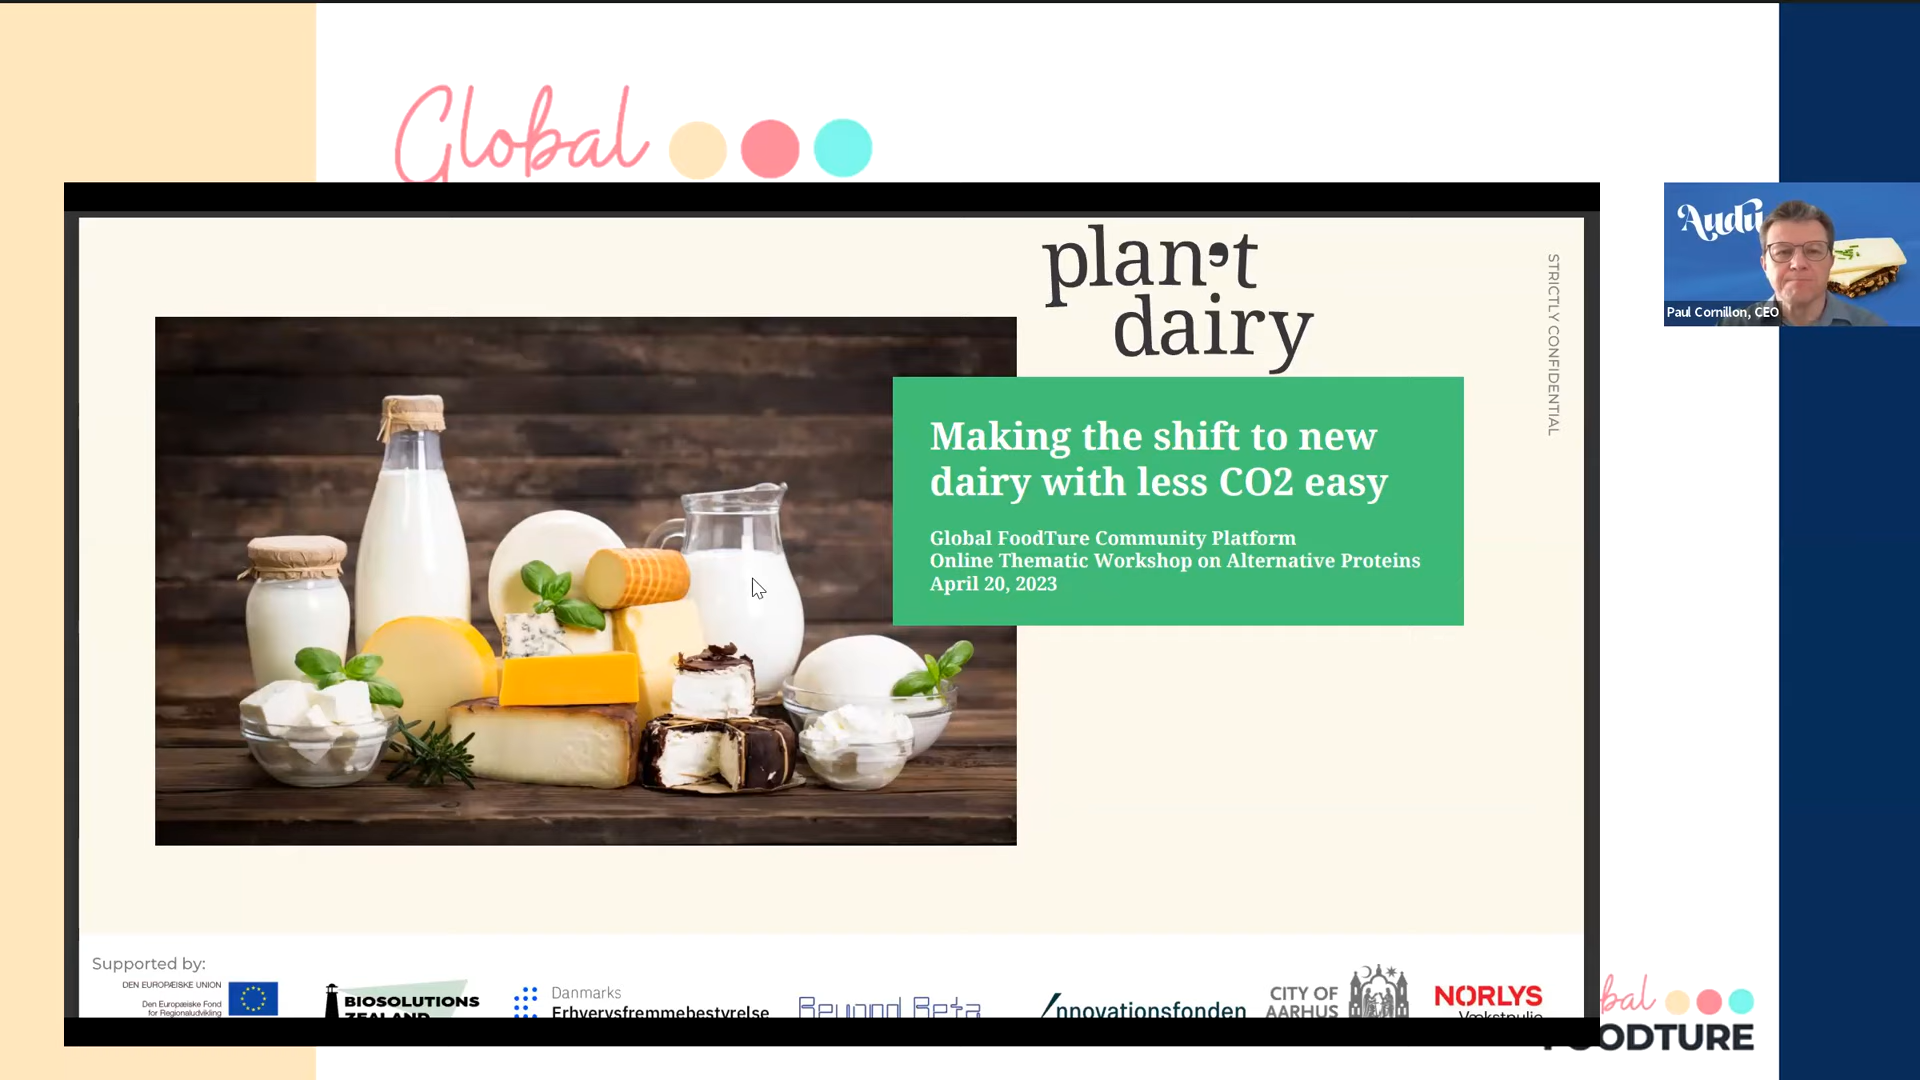 Global
plan't
dairy
STRICTLY CONFIDENTIAL
Making the shift to new
dairy with less CO2 easy
Global FoodTure Community Platform
Online Thematic Workshop on Alternative Proteins
April 20, 2023
Paul Cornillon, CEO
Supported by:
DEN EUROPÆISKE UNION
Den Europæiske Fond
for Regionaludvikling
BIOSOLUTIONS
ZEALAND
Danmarks
Erhvervsfremmebestyrelse
Beyond Beta
Innovationsfonden
CITY OF
AARHUS
NORLYS
Vækstpulje
bal
FOODTURE